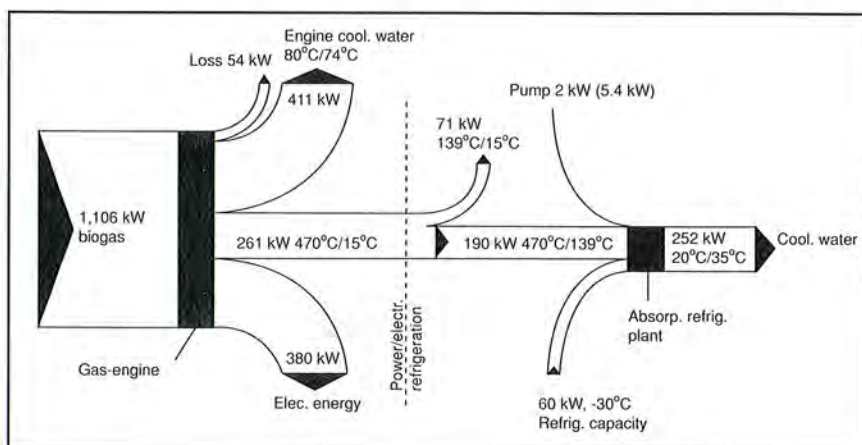 Engine cool. water
80°C/74°C
Loss 54 kW
411 kW
Pump 2 kW (5.4 kW)
71 kW
139°C/15°C
1,106 kW
biogas
261 kW 470°C/15°C
190 kW 470°C/139°C
252 kW
20°C/35°C
Cool. water
Absorp. refrig.
plant
Gas-engine
380 kW
Elec. energy
Power/electr.
refrigeration
60 kW, -30°C
Refrig. capacity